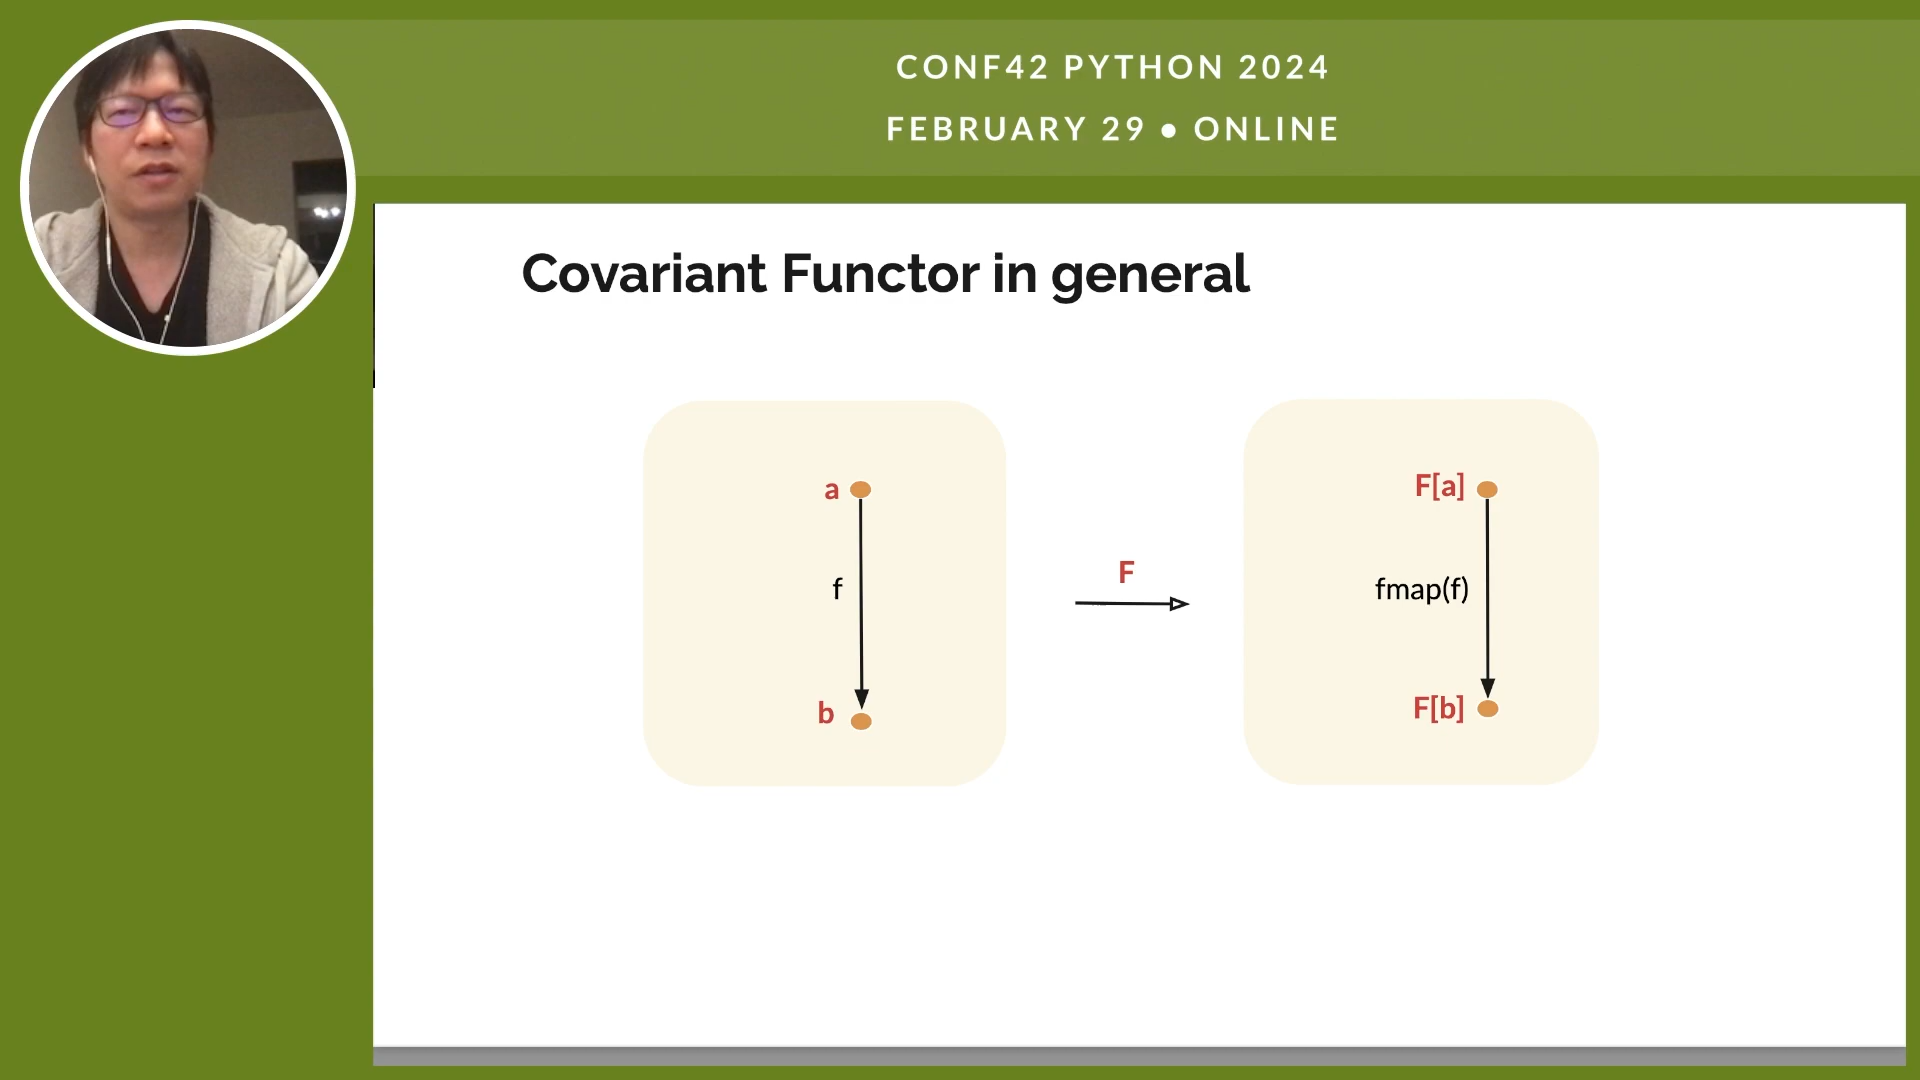 CONF42 PYTHON 2024
FEBRUARY 29 • ONLINE
Covariant Functor in general
a
F[a]
F
f
fmap(f)
b
F[b]